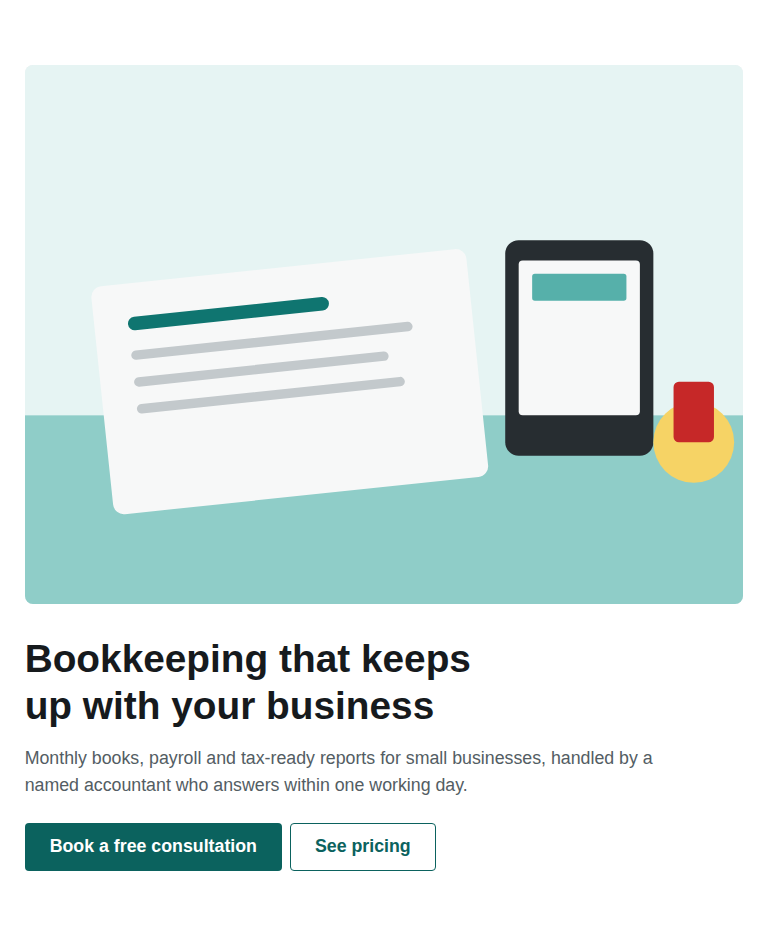 Bookkeeping that keeps
up with your business
Monthly books, payroll and tax-ready reports for small businesses, handled by a
named accountant who answers within one working day.
Book a free consultation
See pricing